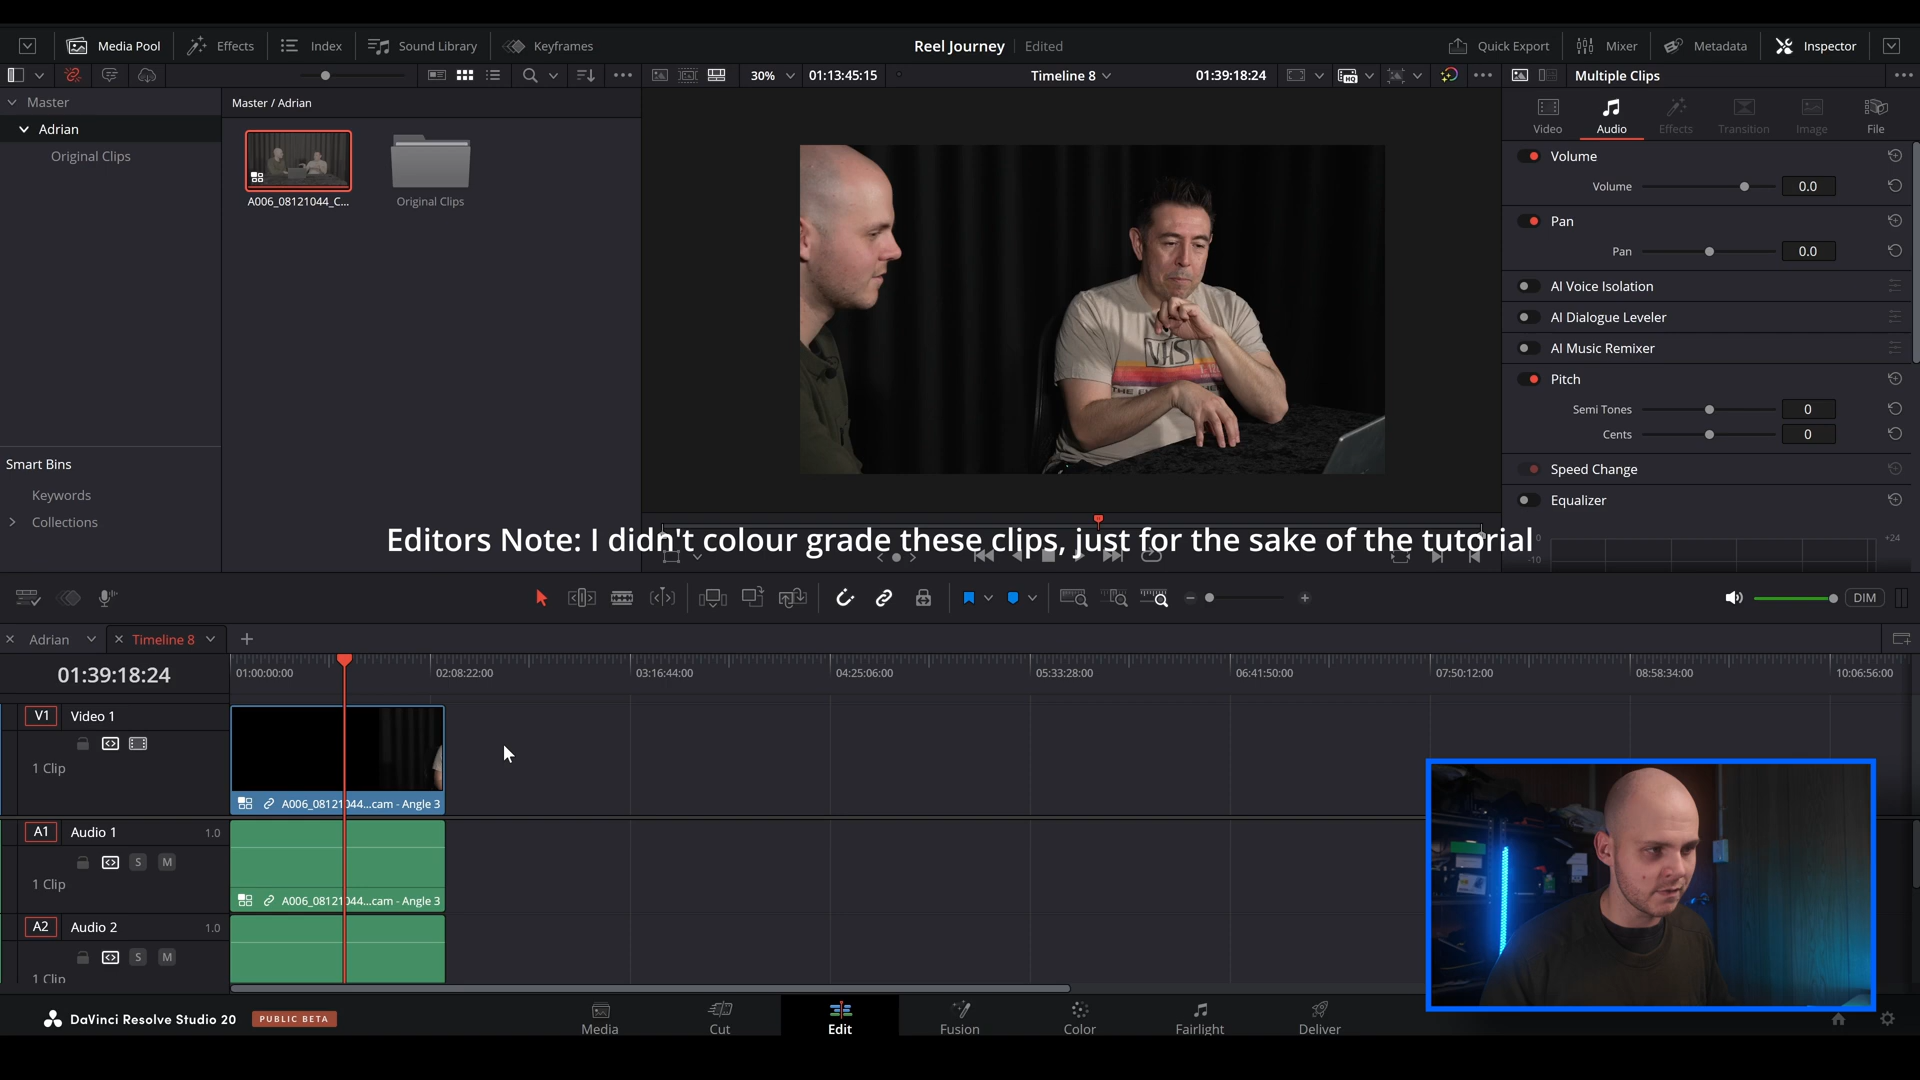 Media Pool Effects Index Sound Library Keyframes Reel Journey Edited Quick Export Mixer Metadata Inspector
30% 01:13:45:15 Timeline 8 01:39:18:24 Multiple Clips
Master
Master / Adrian
Adrian
Original Clips
A006_08121044_C...
Original Clips
Smart Bins
Keywords
Collections
VHS
Video Audio Effects Transition Image File
Volume
Volume 0.0
Pan
Pan 0.0
AI Voice Isolation
AI Dialogue Leveler
AI Music Remixer
Pitch
Semi Tones 0
Cents 0
Speed Change
Equalizer
0 +24
-10
Editors Note: I didn't colour grade these clips, just for the sake of the tutorial
DIM
Adrian Timeline 8
01:39:18:24
01:00:00:00 02:08:22:00 03:16:44:00 04:25:06:00 05:33:28:00 06:41:50:00 07:50:12:00 08:58:34:00 10:06:56:00
V1 Video 1
1 Clip
A006_08121044...cam - Angle 3
A1 Audio 1 1.0
S M
1 Clip
A006_08121044...cam - Angle 3
A2 Audio 2 1.0
S M
1 Clip
DaVinci Resolve Studio 20 PUBLIC BETA
Media Cut Edit Fusion Color Fairlight Deliver